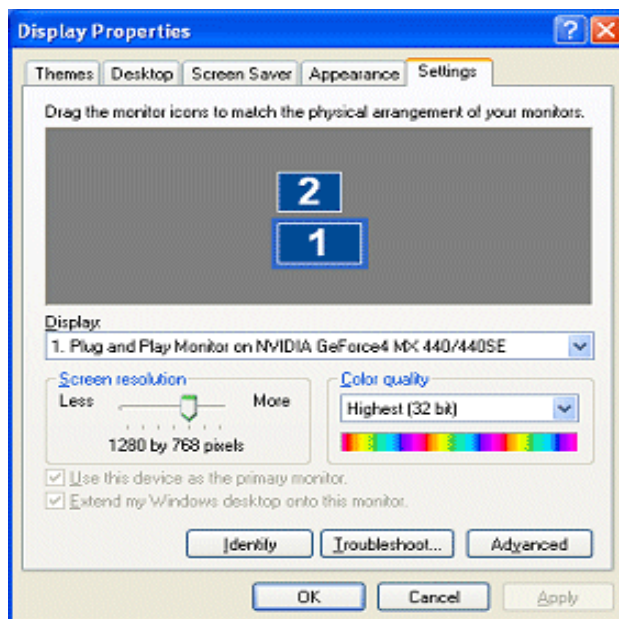 Display Properties
Themes Desktop Screen Saver Appearance Settings
Drag the monitor icons to match the physical arrangement of your monitors.
2
1
Display:
1. Plug and Play Monitor on NVIDIA GeForce4 MX 440/440SE
Screen resolution Color quality
Less More Highest (32 bit)
1280 by 768 pixels
Use this device as the primary monitor.
Extend my Windows desktop onto this monitor.
Identify Troubleshoot... Advanced
OK Cancel Apply